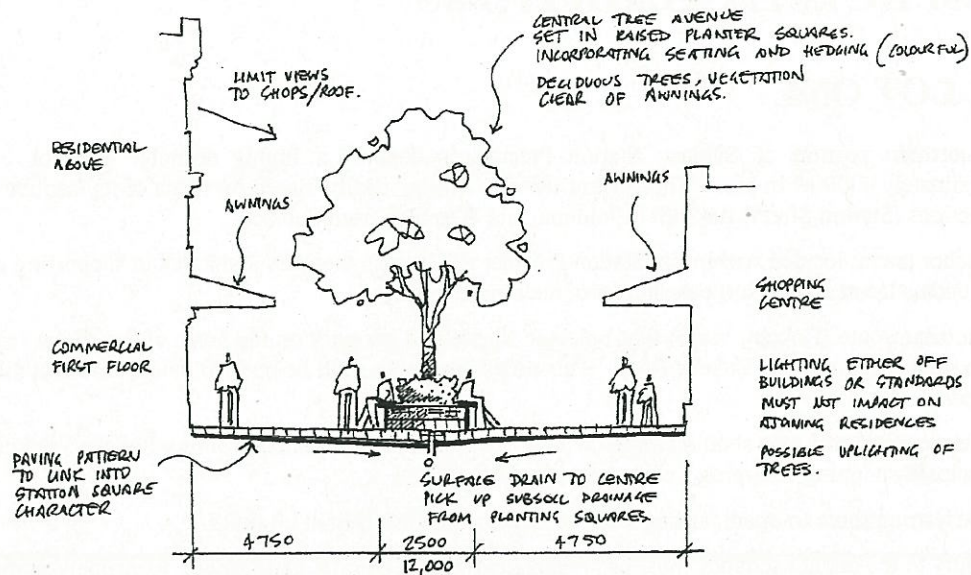 CENTRAL TREE AVENUE
SET IN RAISED PLANTER SQUARES.
INCORPORATING SEATING AND HEDGING (COLOURFUL)
DECIDUOUS TREES, VEGETATION
CLEAR OF AWNINGS.
LIMIT VIEWS
TO SHOPS/ROOF.
RESIDENTIAL
ABOVE
AWNINGS
AWNINGS
SHOPPING
CENTRE
COMMERCIAL
FIRST FLOOR
LIGHTING EITHER OFF
BUILDINGS OR STANDARDS
MUST NOT IMPACT ON
ATOINING RESIDENCES
POSSIBLE UPLIGHTING OF
TREES.
PAVING PATTERN
TO LINK INTO
STATION SQUARE
CHARACTER
SURFACE DRAIN TO CENTRE
PICK UP SUBSOIL DRAINAGE
FROM PLANTING SQUARES
4750
2500
4750
12,000